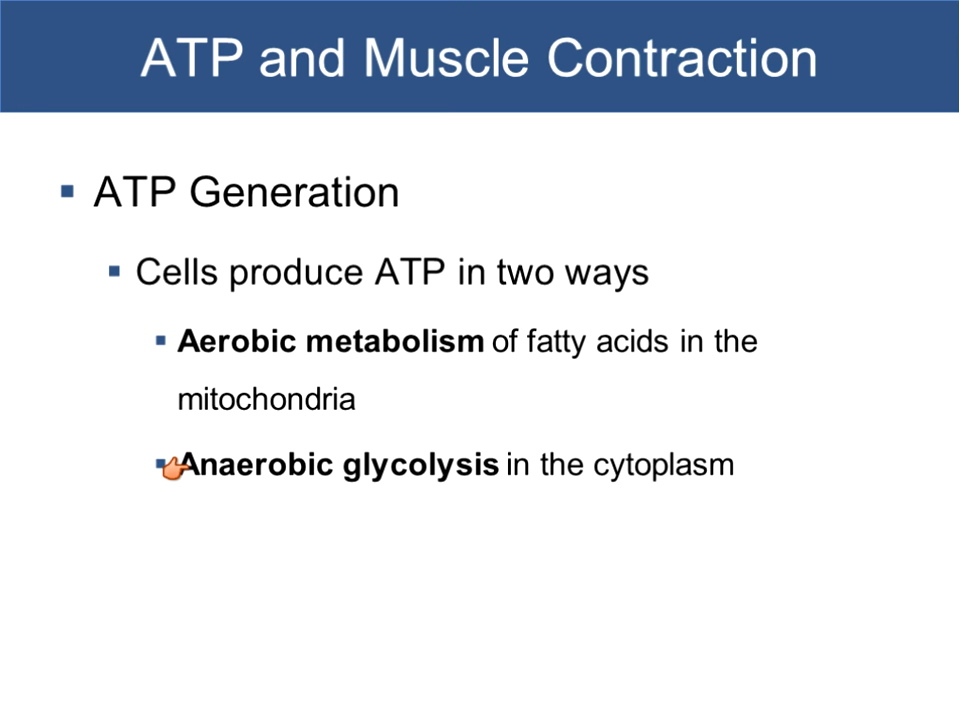 ATP and Muscle Contraction
ATP Generation
Cells produce ATP in two ways
Aerobic metabolism of fatty acids in the
mitochondria
Anaerobic glycolysis in the cytoplasm